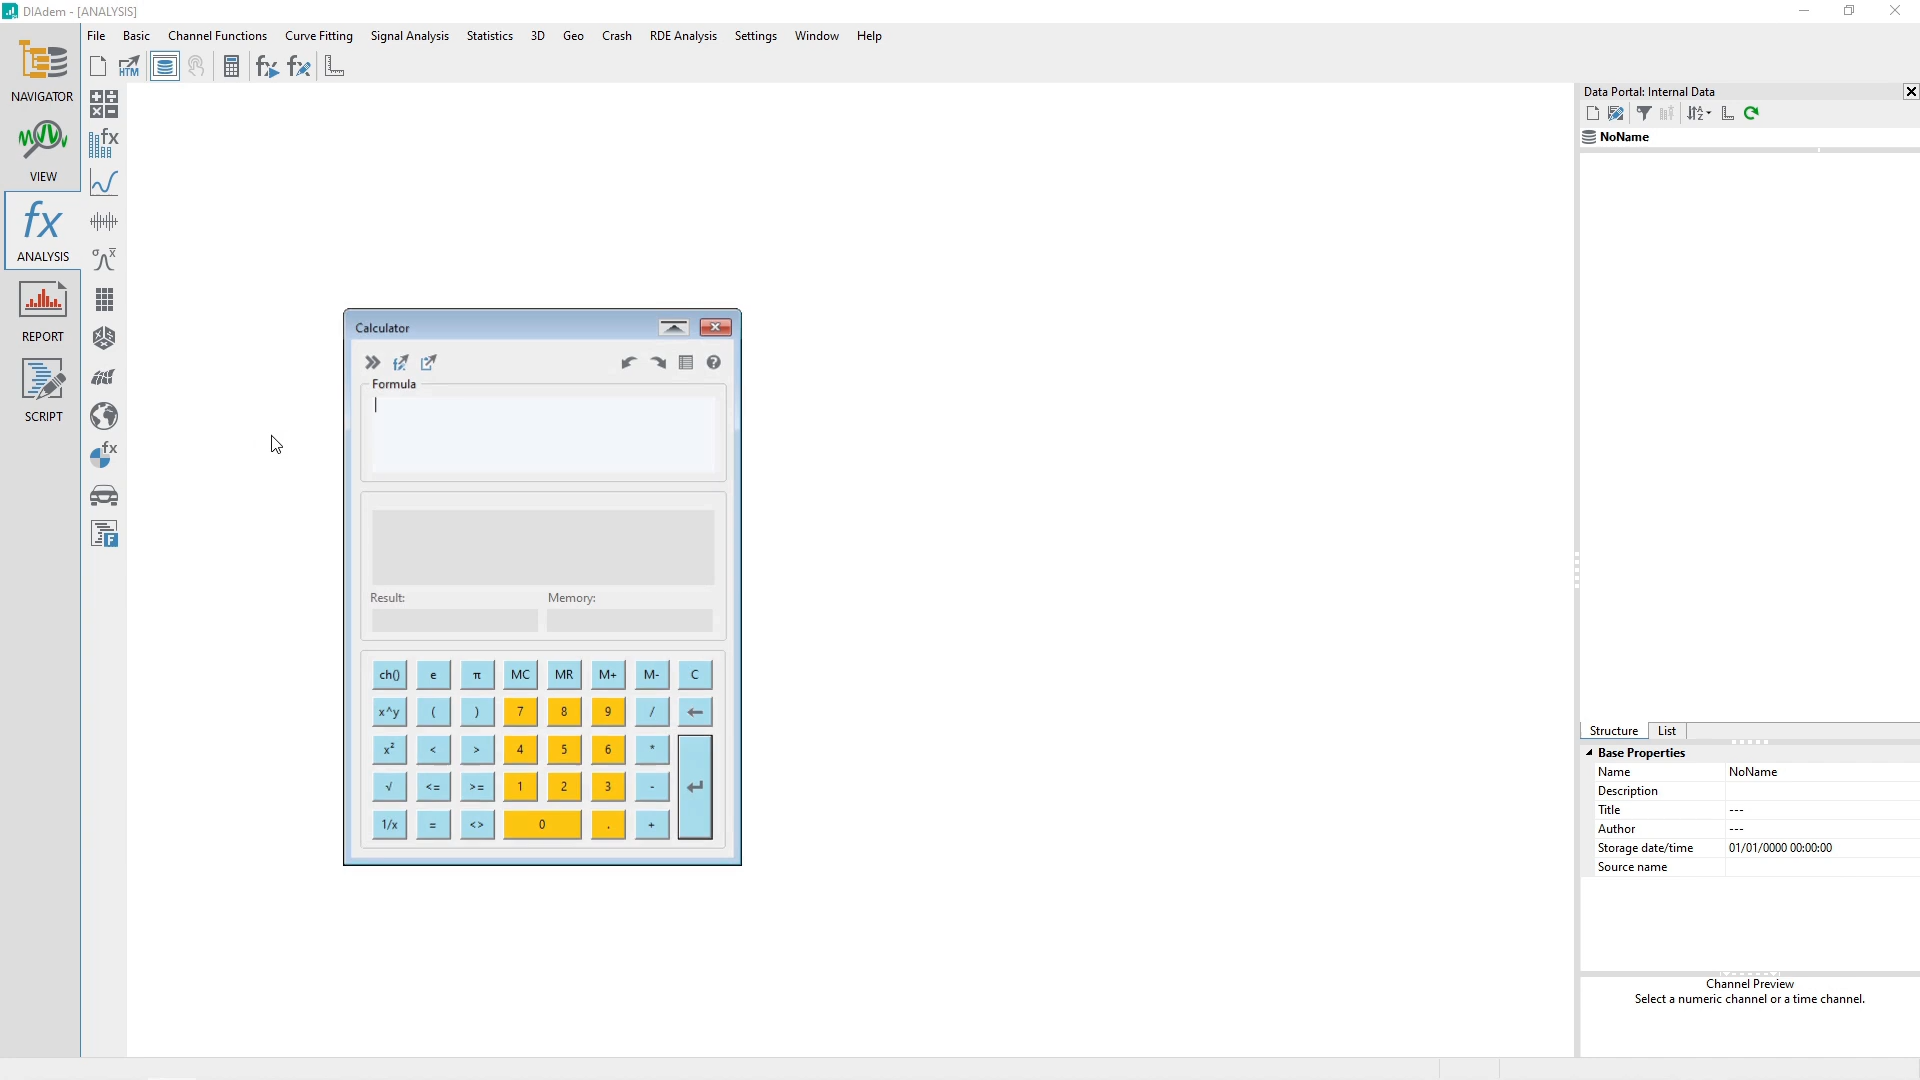 DIAdem - [ANALYSIS]
File Basic Channel Functions Curve Fitting Signal Analysis Statistics 3D Geo Crash RDE Analysis Settings Window Help
HTM
NAVIGATOR
VIEW
fx
ANALYSIS
REPORT
SCRIPT
Data Portal: Internal Data
NoName
Calculator
Formula
Result: Memory:
ch() e π MC MR M+ M- C
x^y ( ) 7 8 9 / ←
x² < > 4 5 6 *
√ <= >= 1 2 3 - ↵
1/x = <> 0 . +
Structure List
Base Properties
Name NoName
Description
Title ---
Author ---
Storage date/time 01/01/0000 00:00:00
Source name
Channel Preview
Select a numeric channel or a time channel.